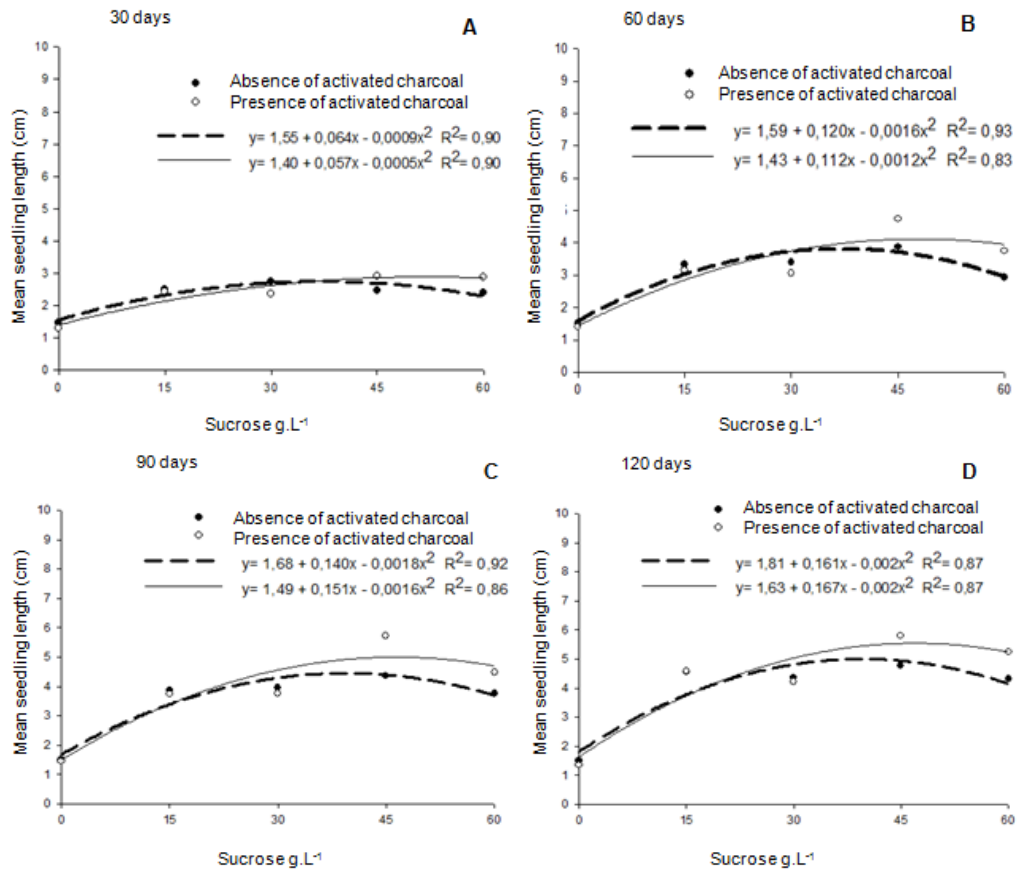 30 days
A
Mean seedling length (cm)
10
9
8
7
6
5
4
3
2
1
0
Absence of activated charcoal
Presence of activated charcoal
y= 1,55 + 0,064x - 0,0009x² R²= 0,90
y= 1,40 + 0,057x - 0,0005x² R²= 0,90
0 15 30 45 60
Sucrose g.L⁻¹
60 days
B
Mean seedling length (cm)
10
9
8
7
6
4
3
2
1
0
Absence of activated charcoal
Presence of activated charcoal
y= 1,59 + 0,120x - 0,0016x² R²= 0,93
y= 1,43 + 0,112x - 0,0012x² R²= 0,83
0 15 30 45 60
Sucrose g.L⁻¹
90 days
C
Mean seedling length (cm)
10
9
8
7
6
5
4
3
2
1
0
Absence of activated charcoal
Presence of activated charcoal
y= 1,68 + 0,140x - 0,0018x² R²= 0,92
y= 1,49 + 0,151x - 0,0016x² R²= 0,86
0 15 30 45 60
Sucrose g.L⁻¹
120 days
D
Mean seedling length (cm)
10
9
8
7
6
5
4
3
2
1
0
Absence of activated charcoal
Presence of activated charcoal
y= 1,81 + 0,161x - 0,002x² R²= 0,87
y= 1,63 + 0,167x - 0,002x² R²= 0,87
0 15 30 45 60
Sucrose g.L⁻¹